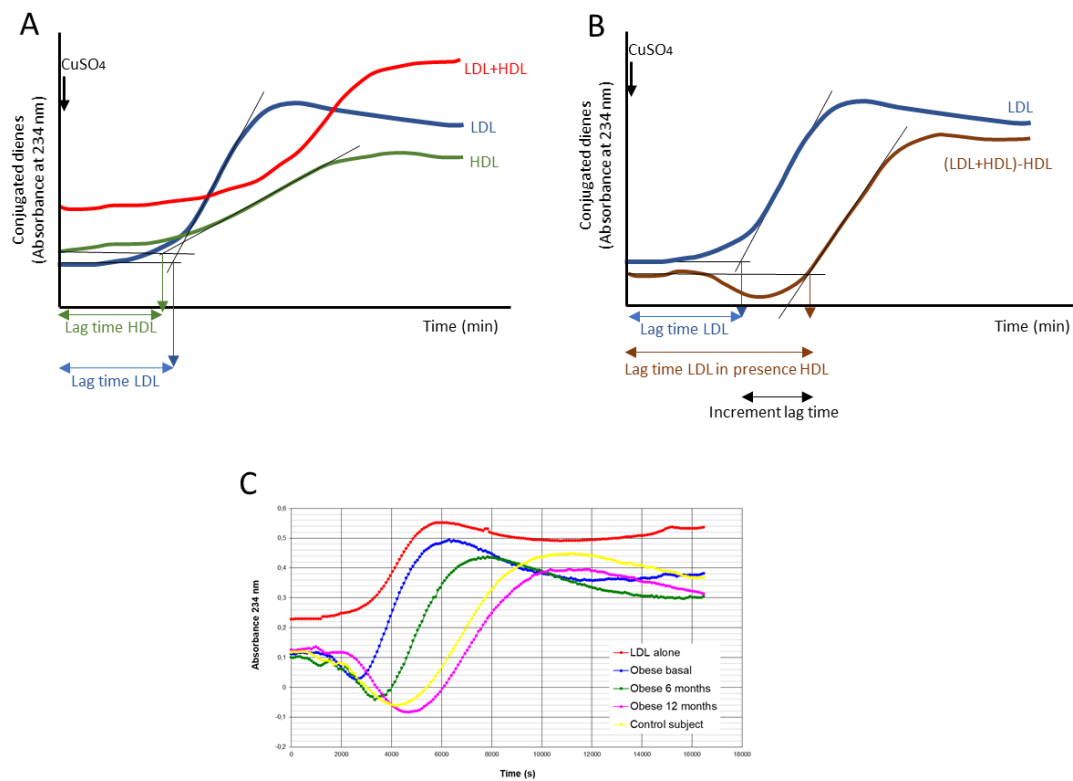 A
CuSO4
Conjugated dienes
(Absorbance at 234 nm)
LDL+HDL
LDL
HDL
Time (min)
Lag time HDL
Lag time LDL
B
CuSO4
Conjugated dienes
(Absorbance at 234 nm)
LDL
(LDL+HDL)-HDL
Time (min)
Lag time LDL
Lag time LDL in presence HDL
Increment lag time
C
Absorbance 234 nm
0,6
0,5
0,4
0,3
0,2
0,1
0
-0,1
-0,2
LDL alone
Obese basal
Obese 6 months
Obese 12 months
Control subject
0 2000 4000 6000 8000 10000 12000 14000 16000 18000
Time (s)